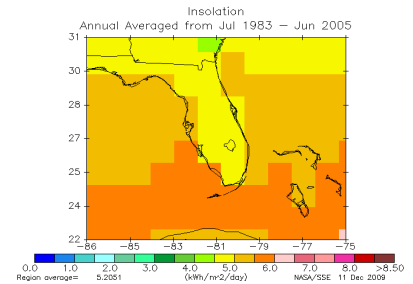 Insolation
Annual Averaged from Jul 1983 – Jun 2005
31
30
28
27
25
24
22
−86 −85 −83 −81 −79 −77 −75
0.0 1.0 2.0 3.0 4.0 5.0 6.0 7.0 8.0 >8.50
Region average= 5.2051 (kWh/m^2/day) NASA/SSE 11 Dec 2009